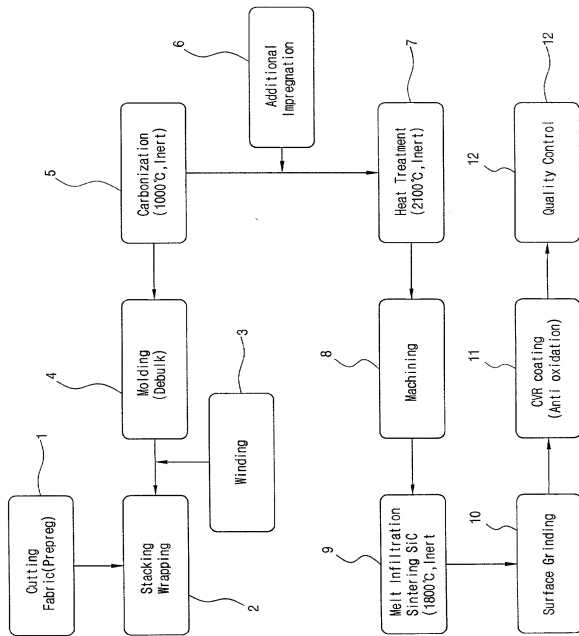 1
Cutting
Fabric(Prepreg)
Stacking
Wrapping
2
3
Winding
4
Molding
(Debulk)
5
Carbonization
(1000℃, Inert)
6
Additional
Impregnation
7
Heat Treatment
(2100℃, Inert)
8
Machining
9
Melt Infiltration
Sintering SiC
(1800℃, Inert
10
Surface Grinding
11
CVR coating
(Anti oxidation)
12
Quality Control
12